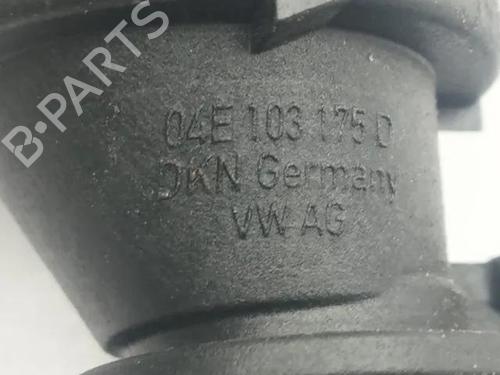 B-PARTS
04E 103 175 D
DKN Germany
VW AG